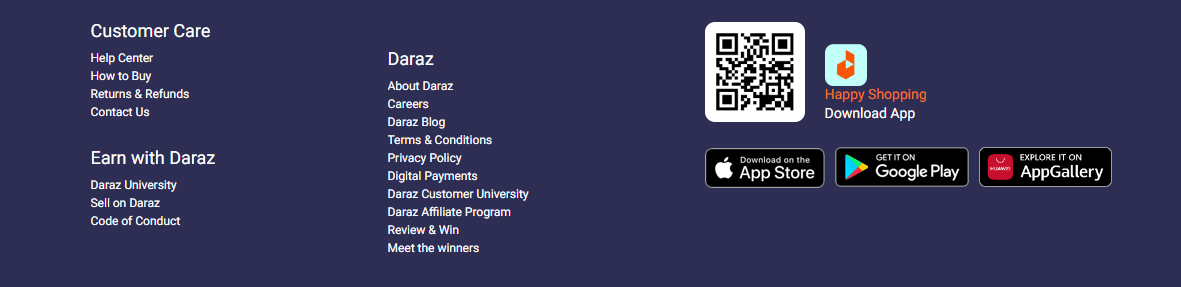 Customer Care
Help Center
How to Buy
Returns & Refunds
Contact Us
Earn with Daraz
Daraz University
Sell on Daraz
Code of Conduct
Daraz
About Daraz
Careers
Daraz Blog
Terms & Conditions
Privacy Policy
Digital Payments
Daraz Customer University
Daraz Affiliate Program
Review & Win
Meet the winners
Happy Shopping
Download App
Download on the
App Store
GET IT ON
Google Play
HUAWEI
EXPLORE IT ON
AppGallery